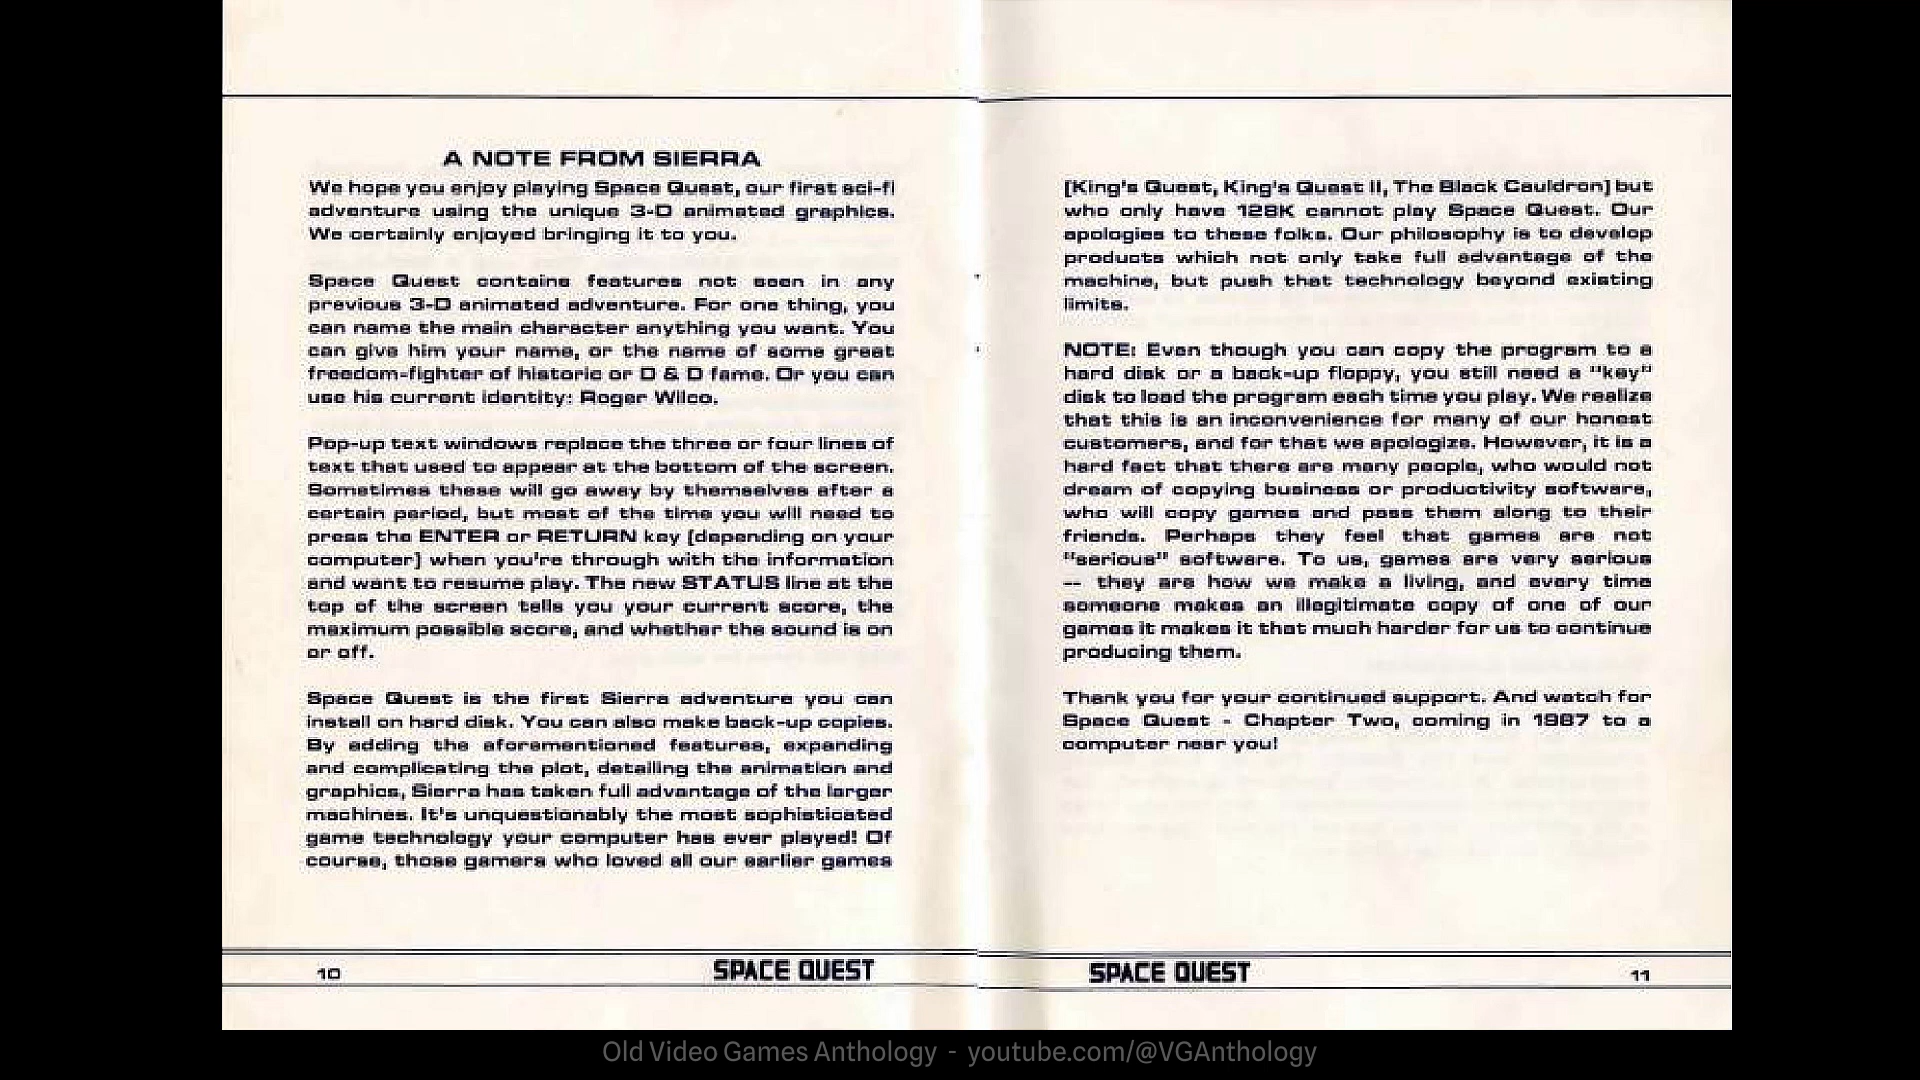 A NOTE FROM SIERRA
We hope you enjoy playing Space Quest, our first sci-fi
adventure using the unique 3-D animated graphics.
We certainly enjoyed bringing it to you.
Space Quest contains features not seen in any
previous 3-D animated adventure. For one thing, you
can name the main character anything you want. You
can give him your name, or the name of some great
freedom-fighter of historic or D & D fame. Or you can
use his current identity: Roger Wilco.
Pop-up text windows replace the three or four lines of
text that used to appear at the bottom of the screen.
Sometimes these will go away by themselves after a
certain period, but most of the time you will need to
press the ENTER or RETURN key (depending on your
computer) when you're through with the information
and want to resume play. The new STATUS line at the
top of the screen tells you your current score, the
maximum possible score, and whether the sound is on
or off.
Space Quest is the first Sierra adventure you can
install on hard disk. You can also make back-up copies.
By adding the aforementioned features, expanding
and complicating the plot, detailing the animation and
graphics, Sierra has taken full advantage of the larger
machines. It's unquestionably the most sophisticated
game technology your computer has ever played! Of
course, those gamers who loved all our earlier games
10
SPACE QUEST
(King's Quest, King's Quest II, The Black Cauldron) but
who only have 128K cannot play Space Quest. Our
apologies to these folks. Our philosophy is to develop
products which not only take full advantage of the
machine, but push that technology beyond existing
limits.
NOTE: Even though you can copy the program to a
hard disk or a back-up floppy, you still need a "key"
disk to load the program each time you play. We realize
that this is an inconvenience for many of our honest
customers, and for that we apologize. However, it is a
hard fact that there are many people, who would not
dream of copying business or productivity software,
who will copy games and pass them along to their
friends. Perhaps they feel that games are not
"serious" software. To us, games are very serious
-- they are how we make a living, and every time
someone makes an illegitimate copy of one of our
games it makes it that much harder for us to continue
producing them.
Thank you for your continued support. And watch for
Space Quest - Chapter Two, coming in 1987 to a
computer near you!
SPACE QUEST
11
Old Video Games Anthology - youtube.com/@VGAnthology